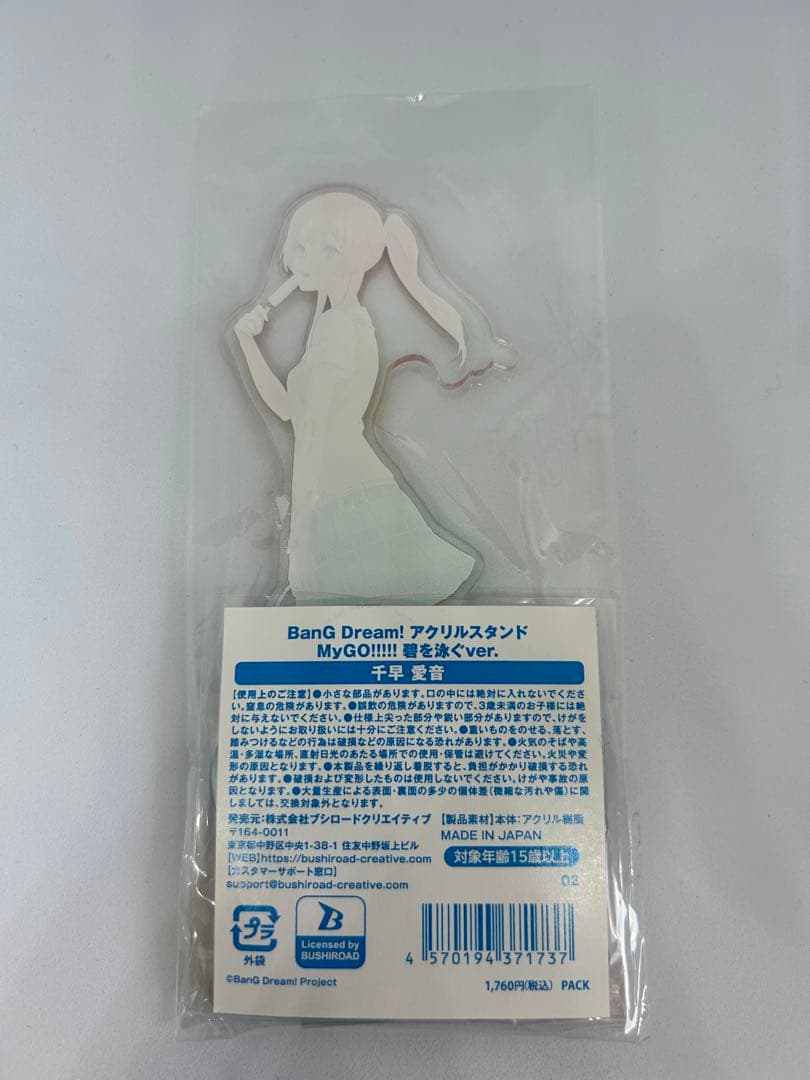 BanG Dream! アクリルスタンド
MyGO!!!!! 碧を泳ぐver.
千早 愛音
【使用上のご注意】●小さな部品があります。口の中には絶対に入れないでくださ
い。窒息の危険があります。●誤飲の危険がありますので、3歳未満のお子様には絶
対に与えないでください。●仕様上尖った部分や鋭い部分がありますので、けがを
しないようにお取り扱いには十分にご注意ください。●重いものをのせる、落とす、
踏みつけるなどの行為は破損などの原因になる恐れがあります。●火気のそばや高
温・多湿な場所、直射日光のあたる場所での使用・保管は避けてください。火災や変
形の原因となります。●本製品を繰り返し着脱すると、負担がかかり破損する恐れ
があります。●破損および変形したものは使用しないでください。けがや事故の原
因となります。●大量生産による表面・裏面の多少の個体差(微細な汚れや傷)に関
しましては、交換対象外となります。
発売元:株式会社ブシロードクリエイティブ
〒164-0011
東京都中野区中央1-38-1 住友中野坂上ビル
【WEB】https://bushiroad-creative.com
【カスタマーサポート窓口】
support@bushiroad-creative.com
【製品素材】本体:アクリル樹脂
MADE IN JAPAN
対象年齢15歳以上
02
プラ
外袋
B
Licensed by
BUSHIROAD
4 570194 371737
©BanG Dream! Project
1,760円(税込) PACK